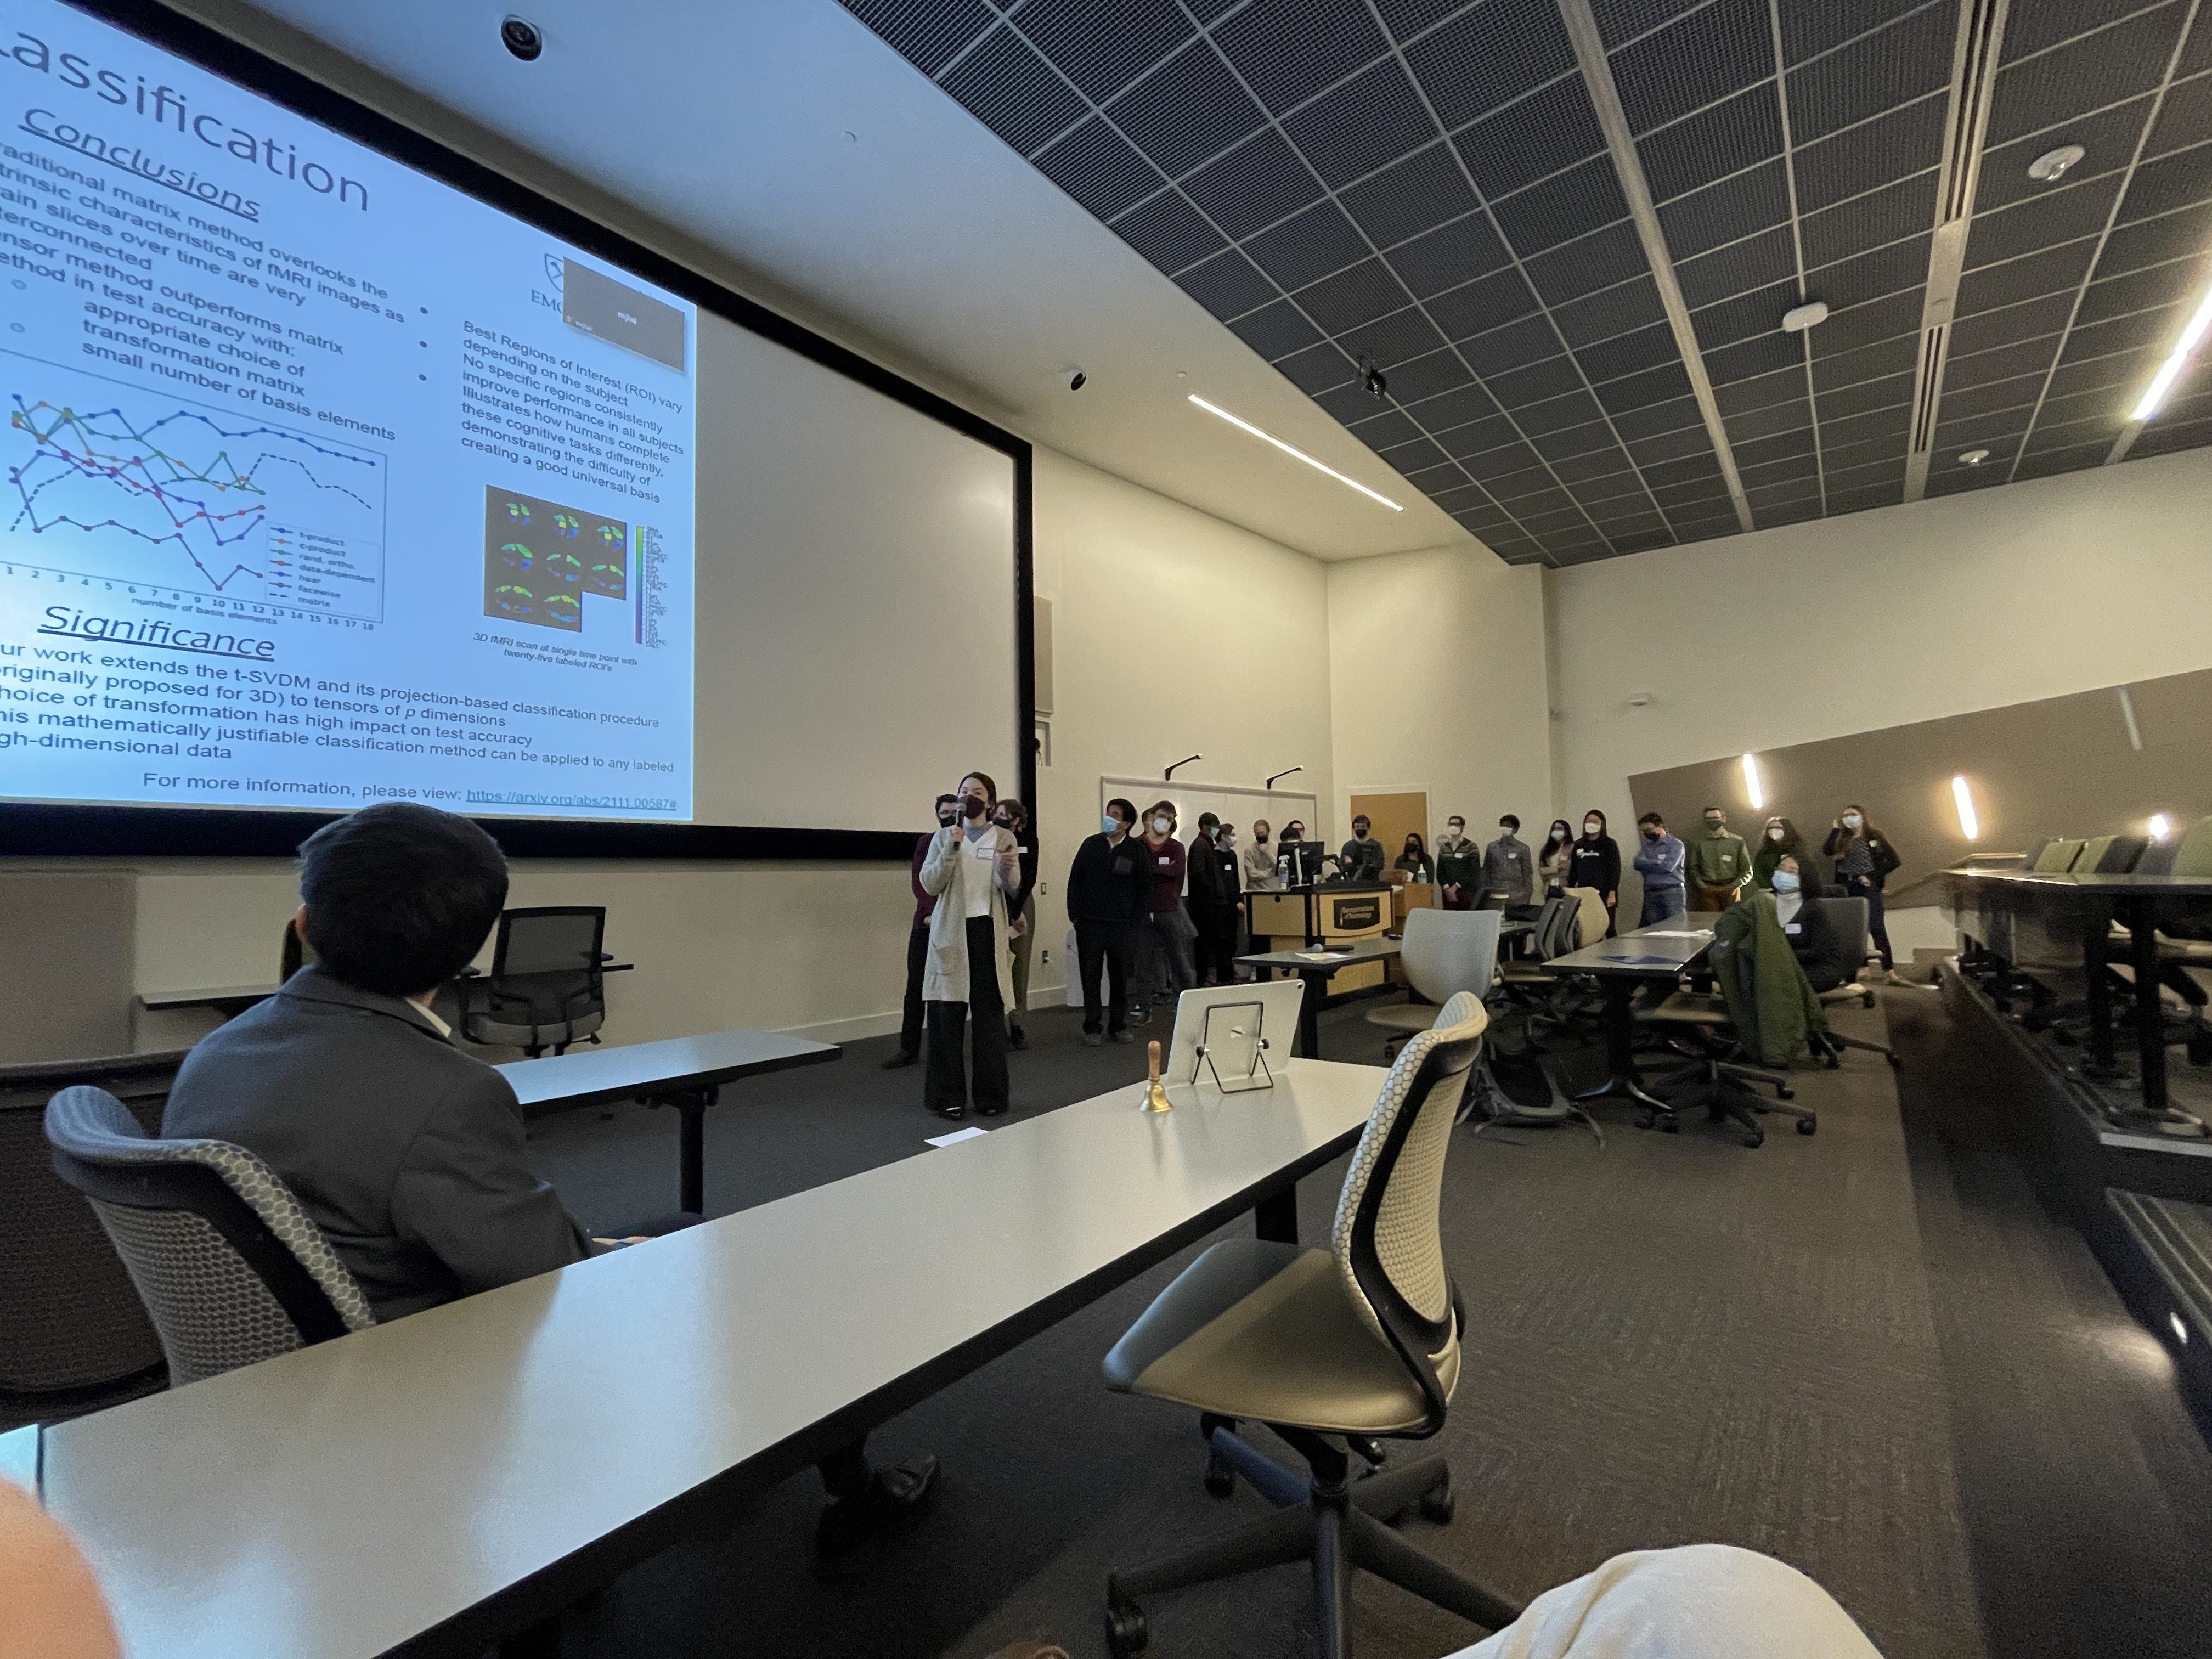 assification
Conclusions
raditional matrix method overlooks the
trinsic characteristics of fMRI images as
ain slices over time are very
terconnected
nsor method outperforms matrix
ethod in test accuracy with:
appropriate choice of
transformation matrix
small number of basis elements
1 2 3 4 5 6 7 8 9 10 11 12 13 14 15 16 17 18
number of basis elements
t-product
c-product
rand. ortho.
data-dependent
haar
facewise
matrix
EMO
Best Regions of Interest (ROI) vary
depending on the subject
No specific regions consistently
improve performance in all subjects
Illustrates how humans complete
these cognitive tasks differently,
demonstrating the difficulty of
creating a good universal basis
3D fMRI scan at single time point with
twenty-five labeled ROI's
Significance
ur work extends the t-SVDM and its projection-based classification procedure
riginally proposed for 3D) to tensors of p dimensions
hoice of transformation has high impact on test accuracy
his mathematically justifiable classification method can be applied to any labeled
gh-dimensional data
For more information, please view: https://arxiv.org/abs/2111.00587#